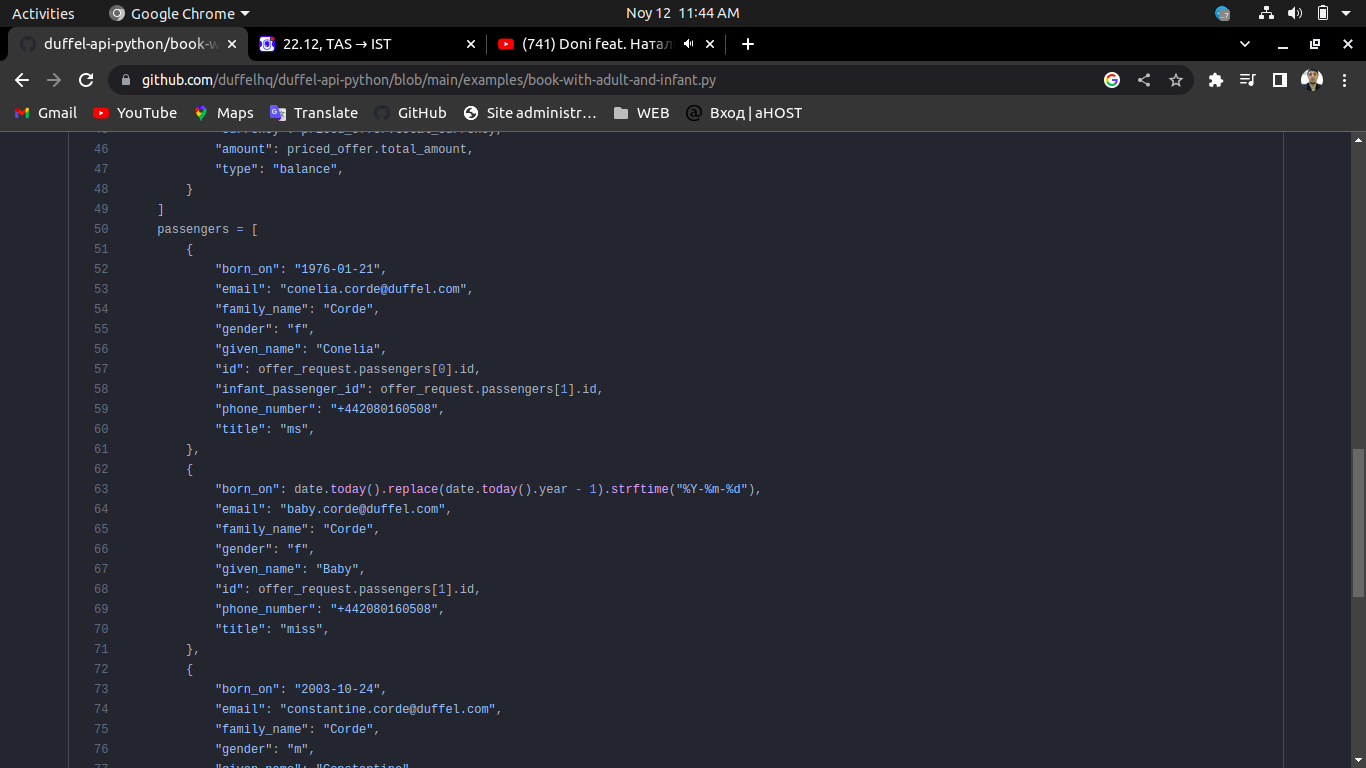 Activities Google Chrome Nov 12 11:44 AM
duffel-api-python/book-w 22.12, TAS → IST (741) Doni feat. Натал
github.com/duffelhq/duffel-api-python/blob/main/examples/book-with-adult-and-infant.py
Gmail YouTube Maps Translate GitHub Site administr… WEB Вход | aHOST
46 "amount": priced_offer.total_amount,
47 "type": "balance",
48 }
49 ]
50 passengers = [
51 {
52 "born_on": "1976-01-21",
53 "email": "conelia.corde@duffel.com",
54 "family_name": "Corde",
55 "gender": "f",
56 "given_name": "Conelia",
57 "id": offer_request.passengers[0].id,
58 "infant_passenger_id": offer_request.passengers[1].id,
59 "phone_number": "+442080160508",
60 "title": "ms",
61 },
62 {
63 "born_on": date.today().replace(date.today().year - 1).strftime("%Y-%m-%d"),
64 "email": "baby.corde@duffel.com",
65 "family_name": "Corde",
66 "gender": "f",
67 "given_name": "Baby",
68 "id": offer_request.passengers[1].id,
69 "phone_number": "+442080160508",
70 "title": "miss",
71 },
72 {
73 "born_on": "2003-10-24",
74 "email": "constantine.corde@duffel.com",
75 "family_name": "Corde",
76 "gender": "m",